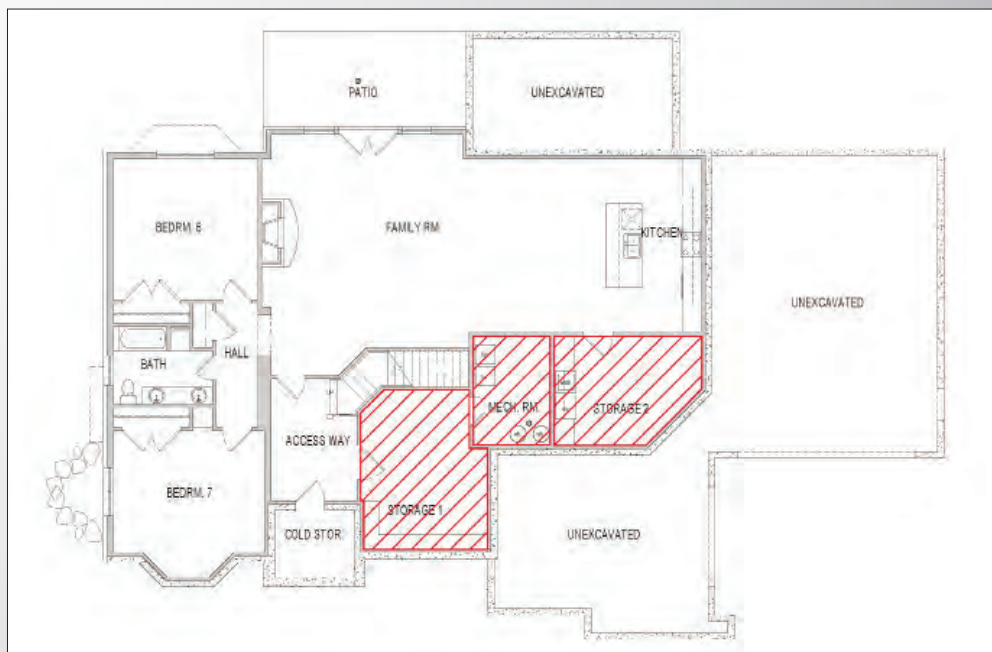 PATIO
UNEXCAVATED
BEDRM. 6
FAMILY RM
KITCHEN
UNEXCAVATED
BATH
HALL
MECH. RM.
STORAGE 2
ACCESS WAY
BEDRM. 7
STORAGE 1
COLD STOR.
UNEXCAVATED